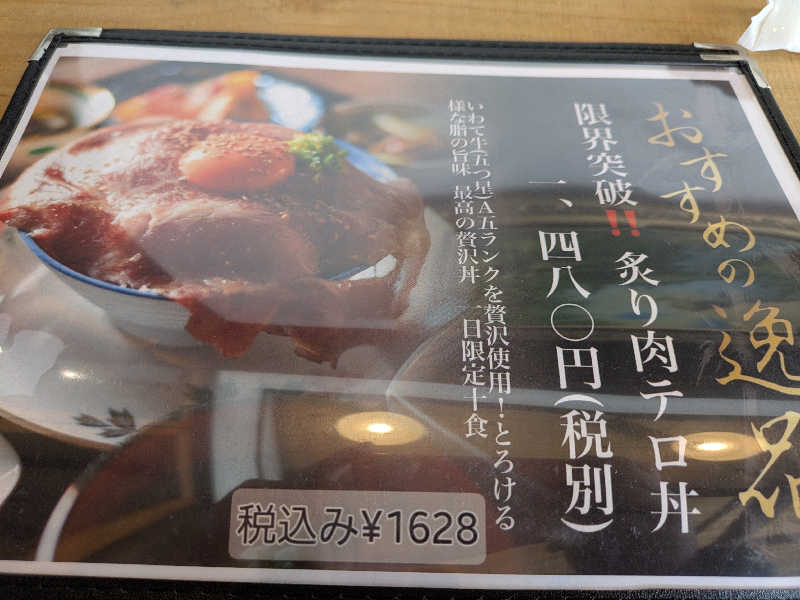 おすすめの逸品
限界突破‼炙り肉テロ丼
一、四八〇円(税別)
いわて牛(五つ星)A五ランクを贅沢使用!とろける
様な脂の旨味 最高の贅沢丼 一日限定十食
税込み¥1628